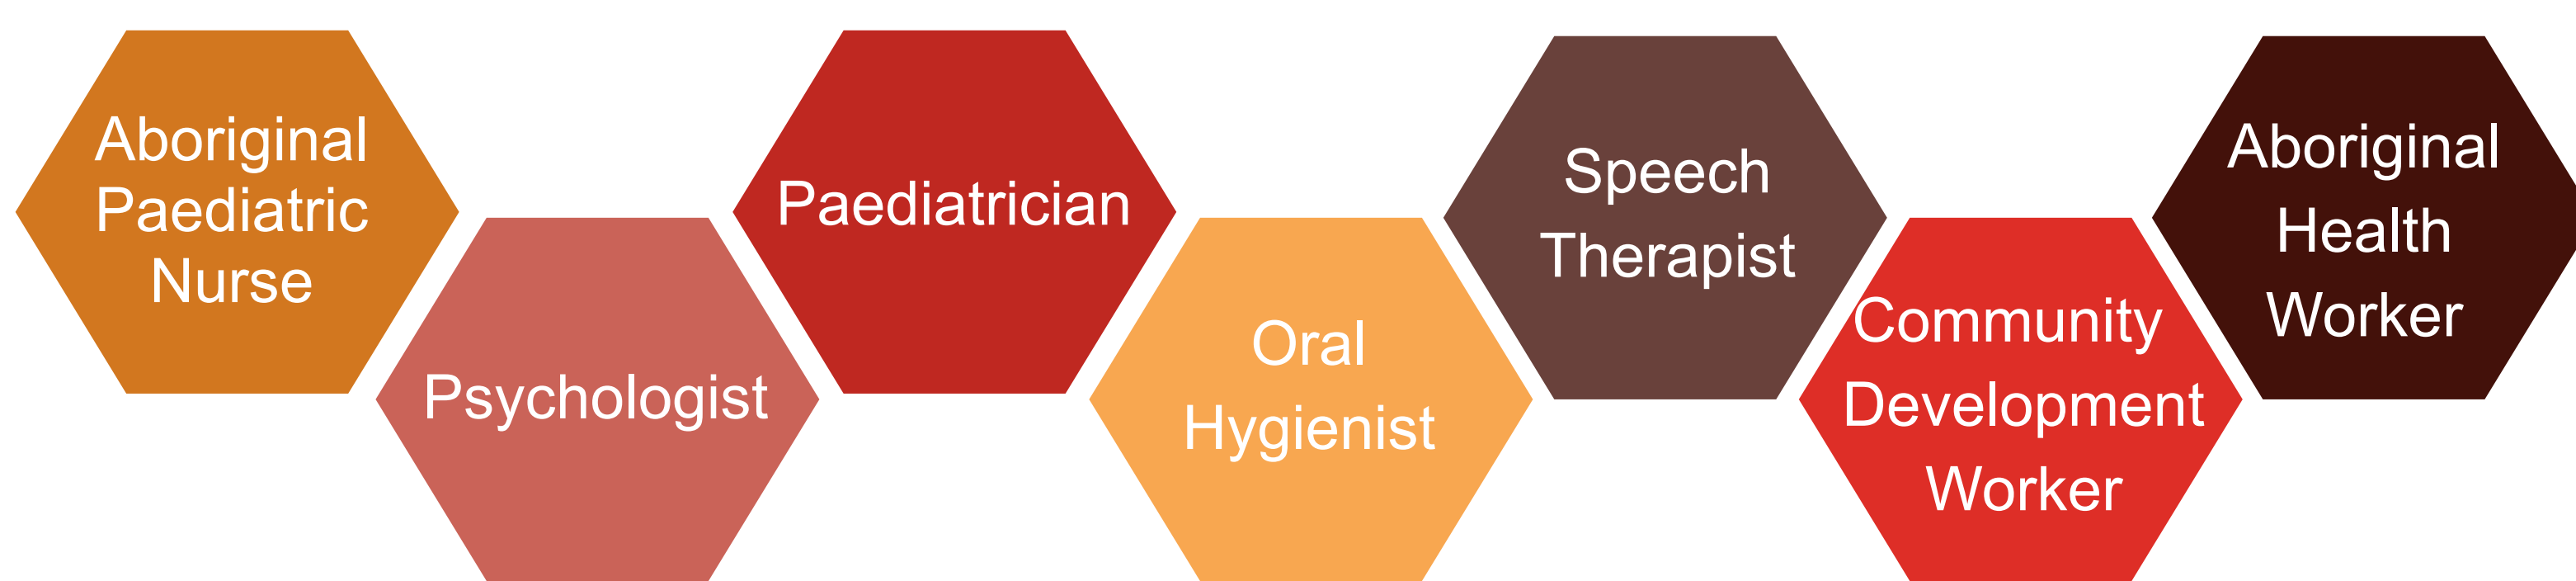 Aboriginal
Paediatric
Nurse
Psychologist
Paediatrician
Oral
Hygienist
Speech
Therapist
Community
Development
Worker
Aboriginal
Health
Worker